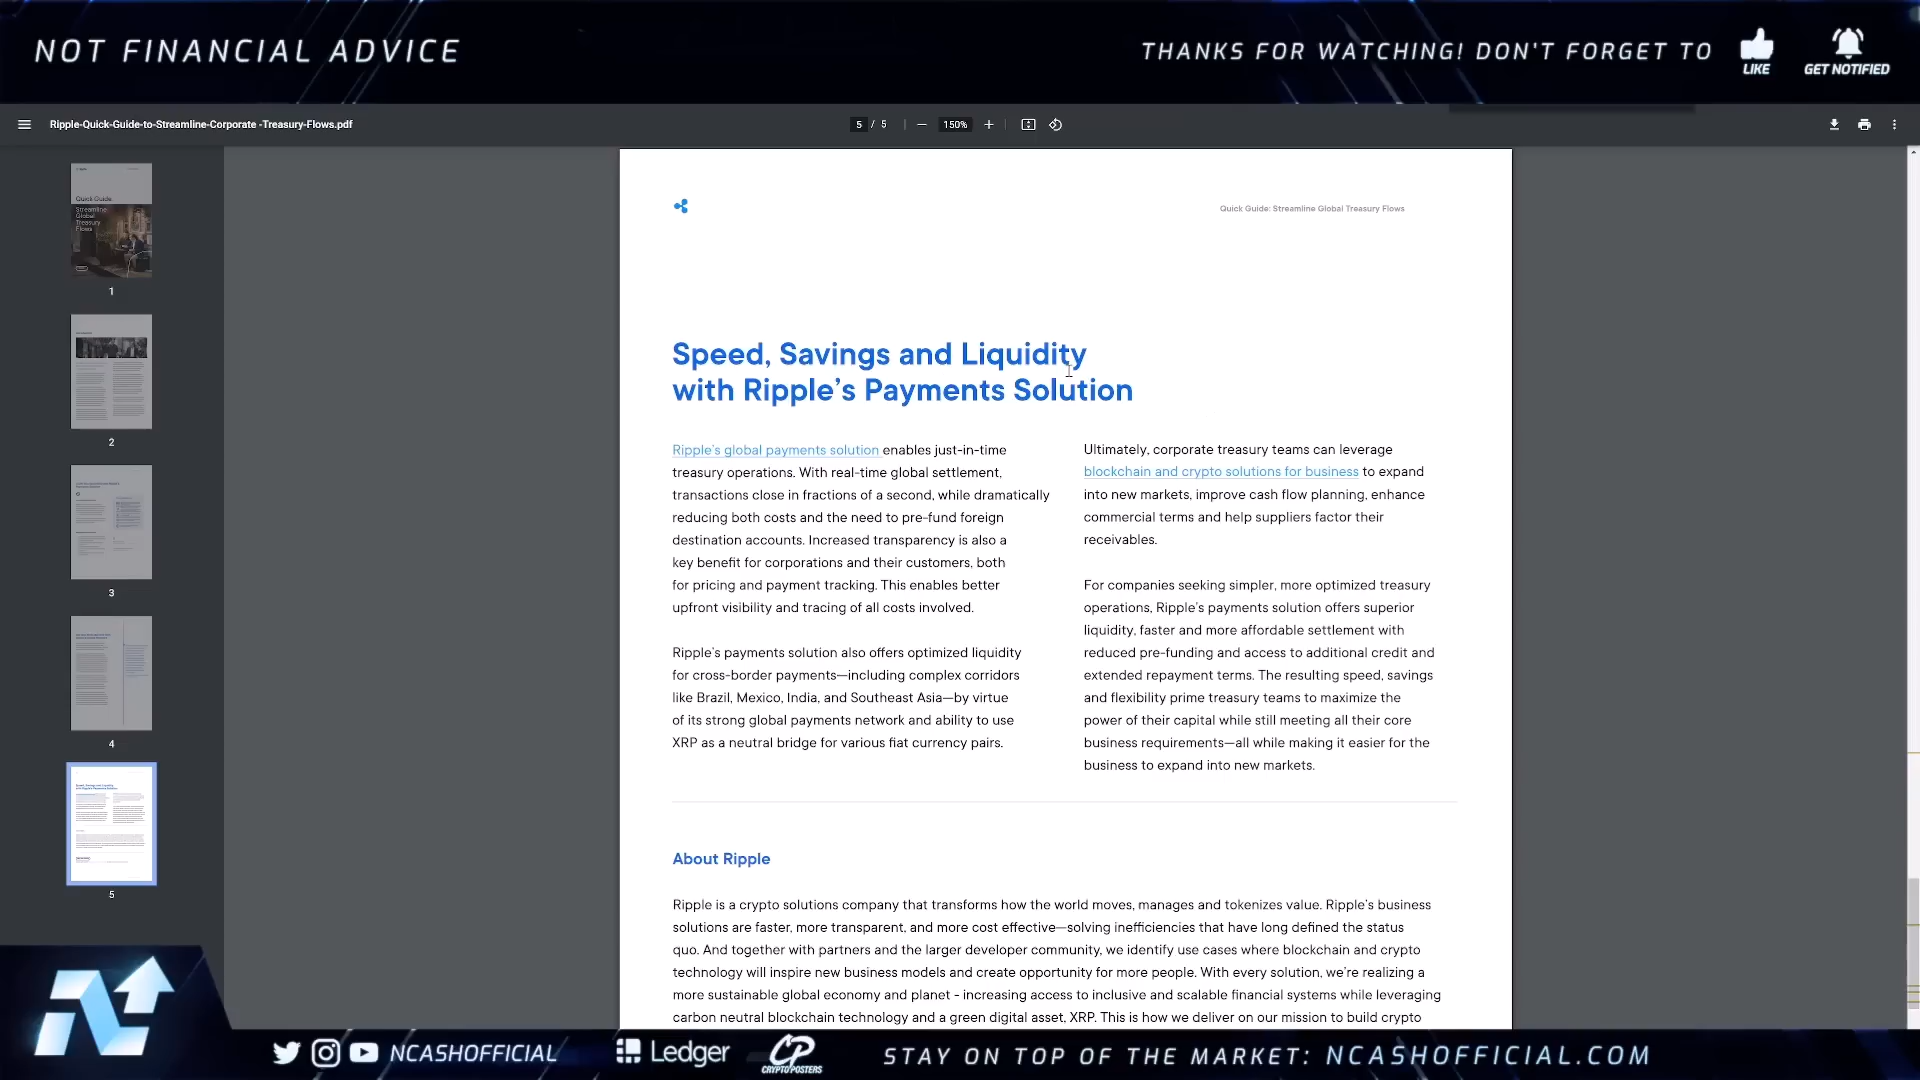 NOT FINANCIAL ADVICE
THANKS FOR WATCHING! DON'T FORGET TO
LIKE
GET NOTIFIED
Ripple-Quick-Guide-to-Streamline-Corporate -Treasury-Flows.pdf
5 / 5
150%
Quick Guide:
Streamline
Global
Treasury
Flows
1
2
3
4
5
Quick Guide: Streamline Global Treasury Flows
Speed, Savings and Liquidity
with Ripple's Payments Solution
Ripple's global payments solution enables just-in-time
treasury operations. With real-time global settlement,
transactions close in fractions of a second, while dramatically
reducing both costs and the need to pre-fund foreign
destination accounts. Increased transparency is also a
key benefit for corporations and their customers, both
for pricing and payment tracking. This enables better
upfront visibility and tracing of all costs involved.
Ripple's payments solution also offers optimized liquidity
for cross-border payments—including complex corridors
like Brazil, Mexico, India, and Southeast Asia—by virtue
of its strong global payments network and ability to use
XRP as a neutral bridge for various fiat currency pairs.
Ultimately, corporate treasury teams can leverage
blockchain and crypto solutions for business to expand
into new markets, improve cash flow planning, enhance
commercial terms and help suppliers factor their
receivables.
For companies seeking simpler, more optimized treasury
operations, Ripple's payments solution offers superior
liquidity, faster and more affordable settlement with
reduced pre-funding and access to additional credit and
extended repayment terms. The resulting speed, savings
and flexibility prime treasury teams to maximize the
power of their capital while still meeting all their core
business requirements—all while making it easier for the
business to expand into new markets.
About Ripple
Ripple is a crypto solutions company that transforms how the world moves, manages and tokenizes value. Ripple's business
solutions are faster, more transparent, and more cost effective—solving inefficiencies that have long defined the status
quo. And together with partners and the larger developer community, we identify use cases where blockchain and crypto
technology will inspire new business models and create opportunity for more people. With every solution, we're realizing a
more sustainable global economy and planet - increasing access to inclusive and scalable financial systems while leveraging
carbon neutral blockchain technology and a green digital asset, XRP. This is how we deliver on our mission to build crypto
NCASHOFFICIAL
Ledger
CP
CRYPTOPOSTERS
STAY ON TOP OF THE MARKET: NCASHOFFICIAL.COM